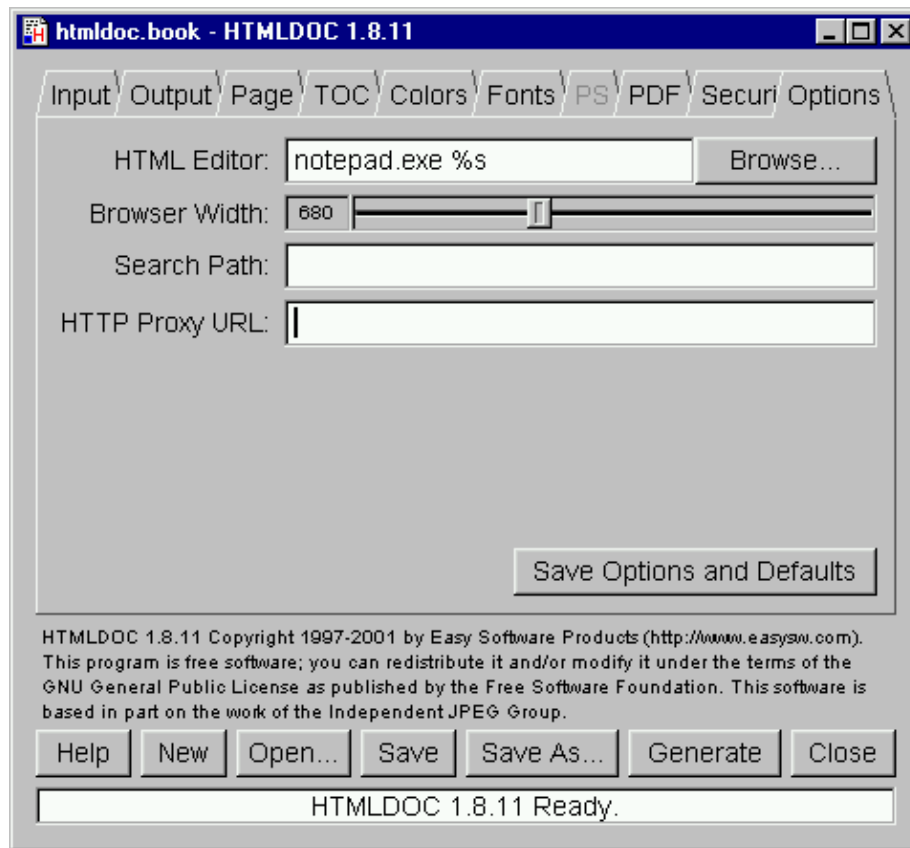 htmldoc.book - HTMLDOC 1.8.11
Input Output Page TOC Colors Fonts PS PDF Securi Options
HTML Editor: notepad.exe %s Browse...
Browser Width: 680
Search Path:
HTTP Proxy URL:
Save Options and Defaults
HTMLDOC 1.8.11 Copyright 1997-2001 by Easy Software Products (http://www.easysw.com).
This program is free software; you can redistribute it and/or modify it under the terms of the
GNU General Public License as published by the Free Software Foundation. This software is
based in part on the work of the Independent JPEG Group.
Help New Open... Save Save As... Generate Close
HTMLDOC 1.8.11 Ready.